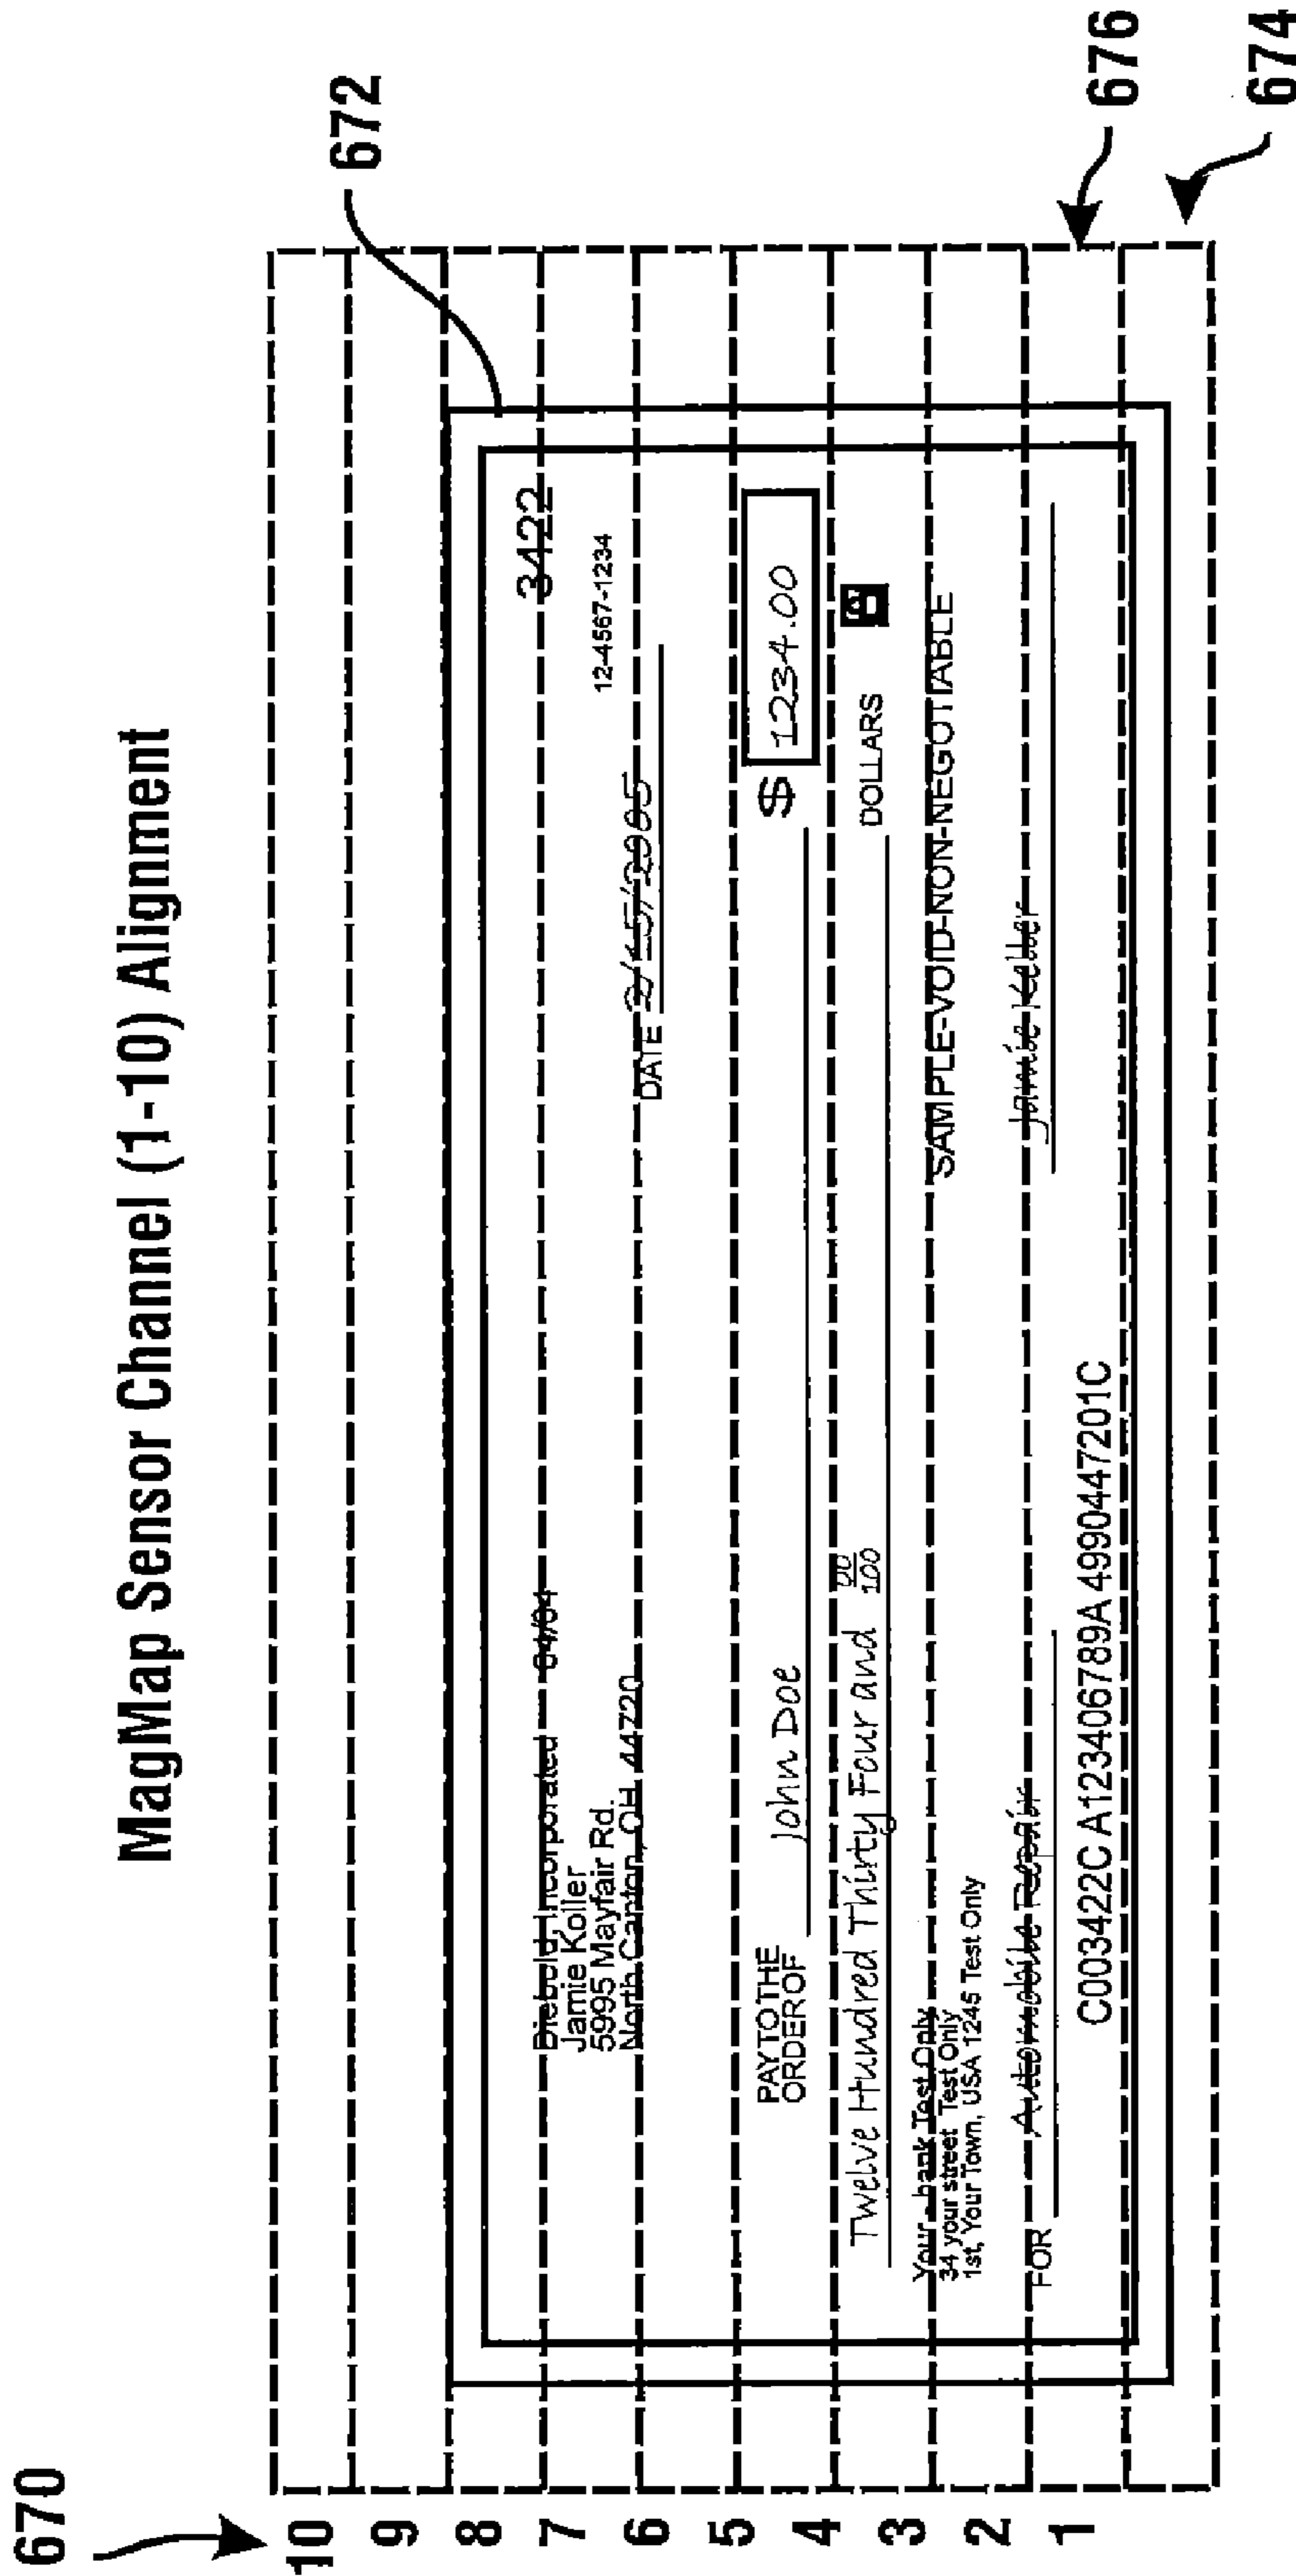 MagMap Sensor Channel (1-10) Alignment
670
672
10
9
8
7
6
5
4
3
2
1
Diebold Incorporated 04/04
3422
Jamie Koller
5995 Mayfair Rd.
12-4567-1234
North Canton, OH 44720
DATE 2/15/2005
PAY TO THE
ORDER OF John Doe
$ 1234.00
Twelve Hundred Thirty Four and 00/100
DOLLARS
Your bank Test Only
34 your street Test Only
1st, Your Town, USA 1245 Test Only
SAMPLE-VOID-NON-NEGOTIABLE
FOR Automobile Repair
Jamie Koller
C003422C A123406789A 4990447201C
676
674